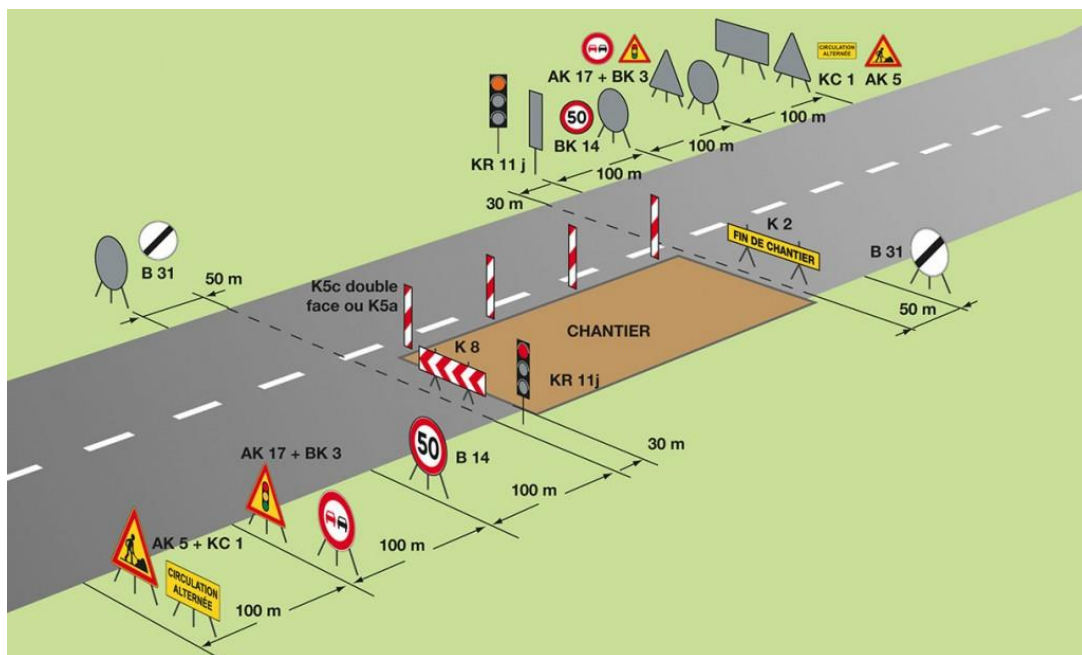 CIRCULATION
ALTERNÉE
AK 17 + BK 3
KC 1 AK 5
50
BK 14
KR 11 j
100 m
100 m
100 m
30 m
K 2
FIN DE CHANTIER
B 31
50 m
B 31
50 m
K5c double
face ou K5a
CHANTIER
K 8
KR 11j
30 m
50
B 14
100 m
AK 17 + BK 3
100 m
AK 5 + KC 1
CIRCULATION
ALTERNÉE
100 m